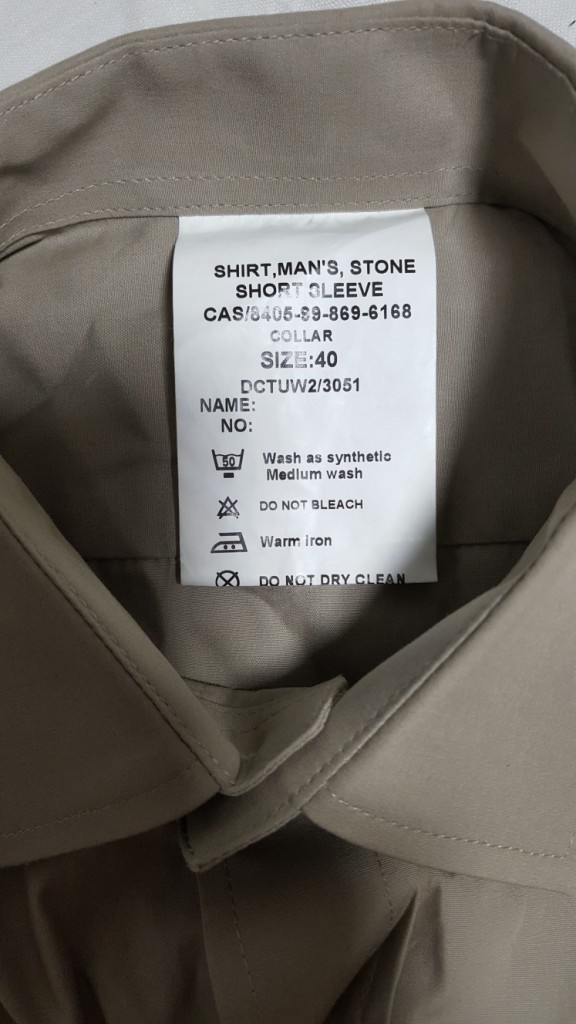 SHIRT,MAN'S, STONE
SHORT SLEEVE
CAS/8405-99-869-6168
COLLAR
SIZE:40
DCTUW2/3051
NAME:
NO:
50 Wash as synthetic
Medium wash
DO NOT BLEACH
Warm iron
DO NOT DRY CLEAN